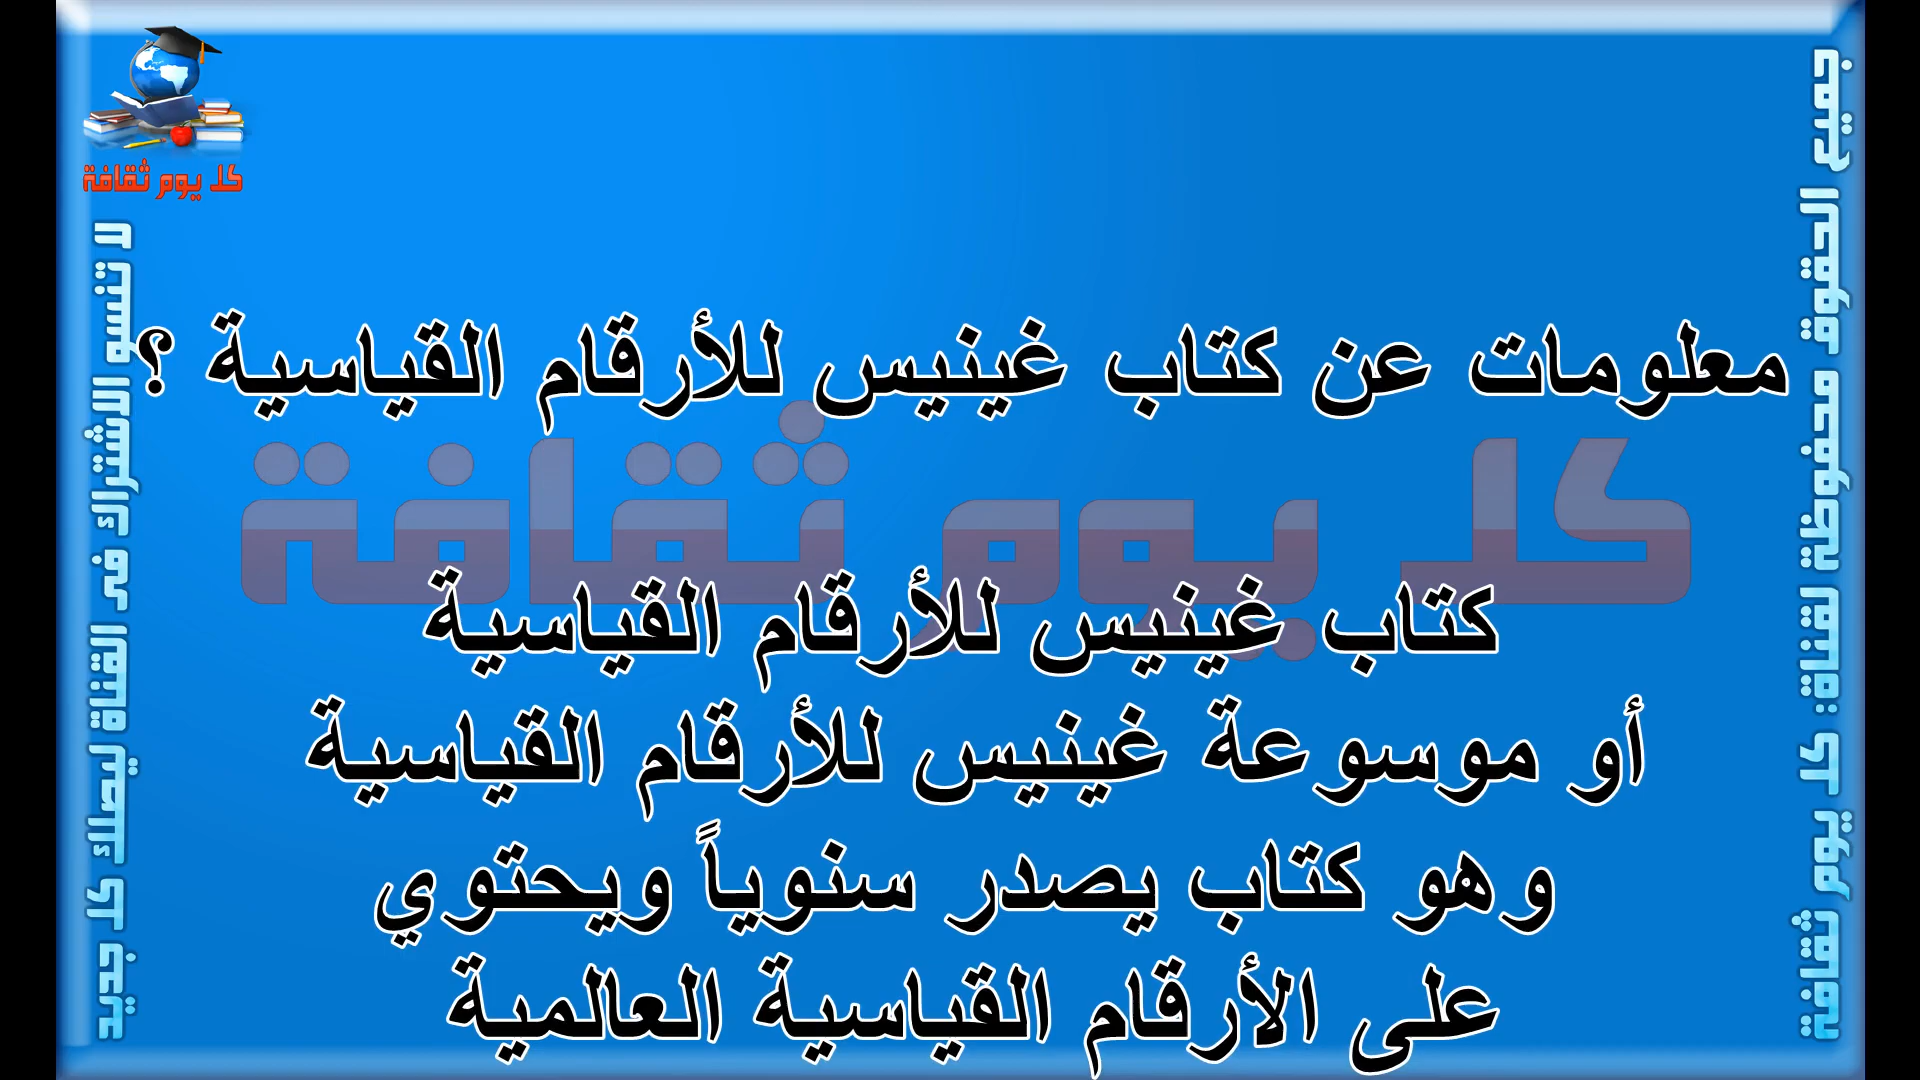 كل يوم ثقافة
معلومات عن كتاب غينيس للأرقام القياسية ؟
كل يوم ثقافة
كتاب غينيس للأرقام القياسية
أو موسوعة غينيس للأرقام القياسية
وهو كتاب يصدر سنوياً ويحتوي
على الأرقام القياسية العالمية
جميع الحقوق محفوظة لقناة: كل يوم ثقافة
لا تنسو الاشتراك فى القناة ليصلك كل جديد